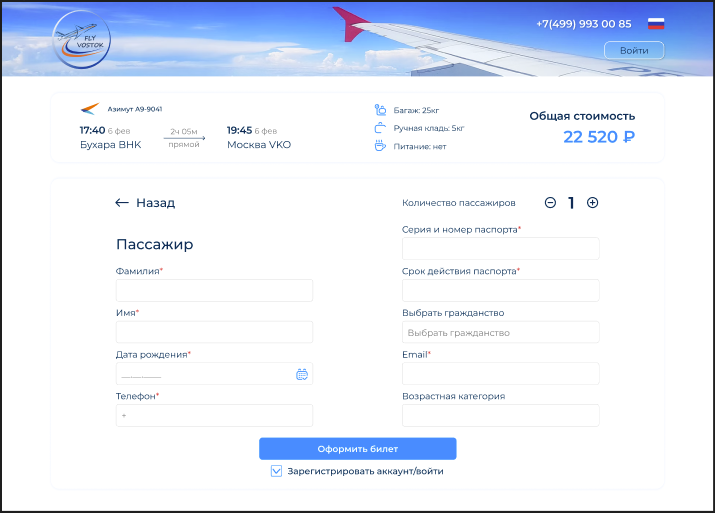 FLY
VOSTOK
+7(499) 993 00 85
Войти
Азимут A9-9041
17:40 6 фев
2ч 05м
19:45 6 фев
Бухара BHK
прямой
Москва VKO
Багаж: 25кг
Ручная кладь: 5кг
Питание: нет
Общая стоимость
22 520 ₽
Назад
Количество пассажиров
1
Пассажир
Фамилия*
Имя*
Дата рождения*
__.__.____
Телефон*
+
Серия и номер паспорта*
Срок действия паспорта*
Выбрать гражданство
Выбрать гражданство
Email*
Возрастная категория
Оформить билет
Зарегистрировать аккаунт/войти